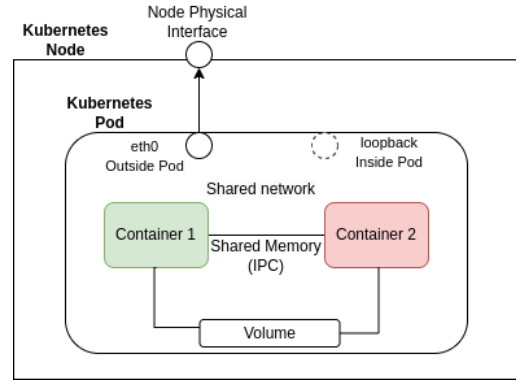 Node Physical
Interface
Kubernetes
Node
Kubernetes
Pod
eth0
Outside Pod
loopback
Inside Pod
Shared network
Container 1
Shared Memory
(IPC)
Container 2
Volume